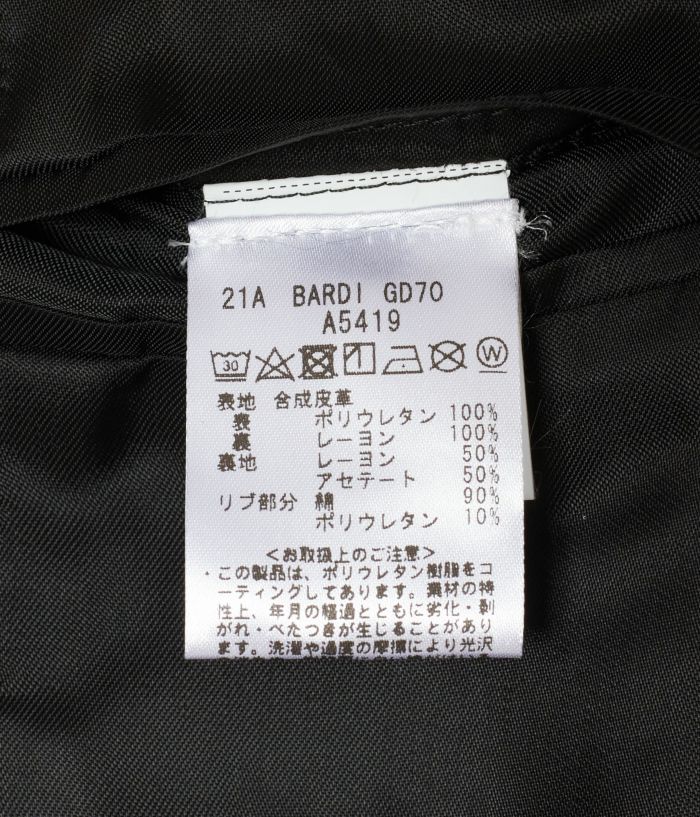 21A BARDI GD70
A5419
30 W
表地 合成皮革
表 ポリウレタン 100%
裏 レーヨン 100%
裏地 レーヨン 50%
アセテート 50%
リブ部分 綿 90%
ポリウレタン 10%
<お取扱上のご注意>
・この製品は、ポリウレタン樹脂をコ
ーティングしてあります。素材の特
性上、年月の経過とともに劣化・剥
がれ・べたつきが生じることがあり
ます。洗濯や過度の摩擦により光沢